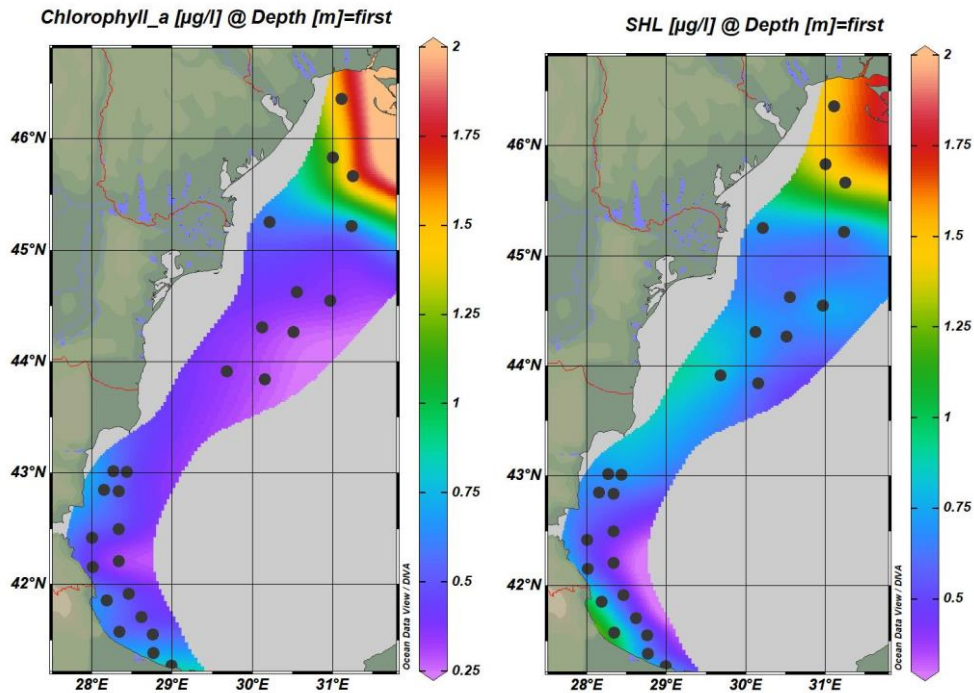 Chlorophyll_a [µg/l] @ Depth [m]=first
SHL [µg/l] @ Depth [m]=first
46°N
45°N
44°N
43°N
42°N
28°E
29°E
30°E
31°E
2
1.75
1.5
1.25
1
0.75
0.5
0.25
Ocean Data View / DIVA
46°N
45°N
44°N
43°N
42°N
28°E
29°E
30°E
31°E
2
1.75
1.5
1.25
1
0.75
0.5
Ocean Data View / DIVA